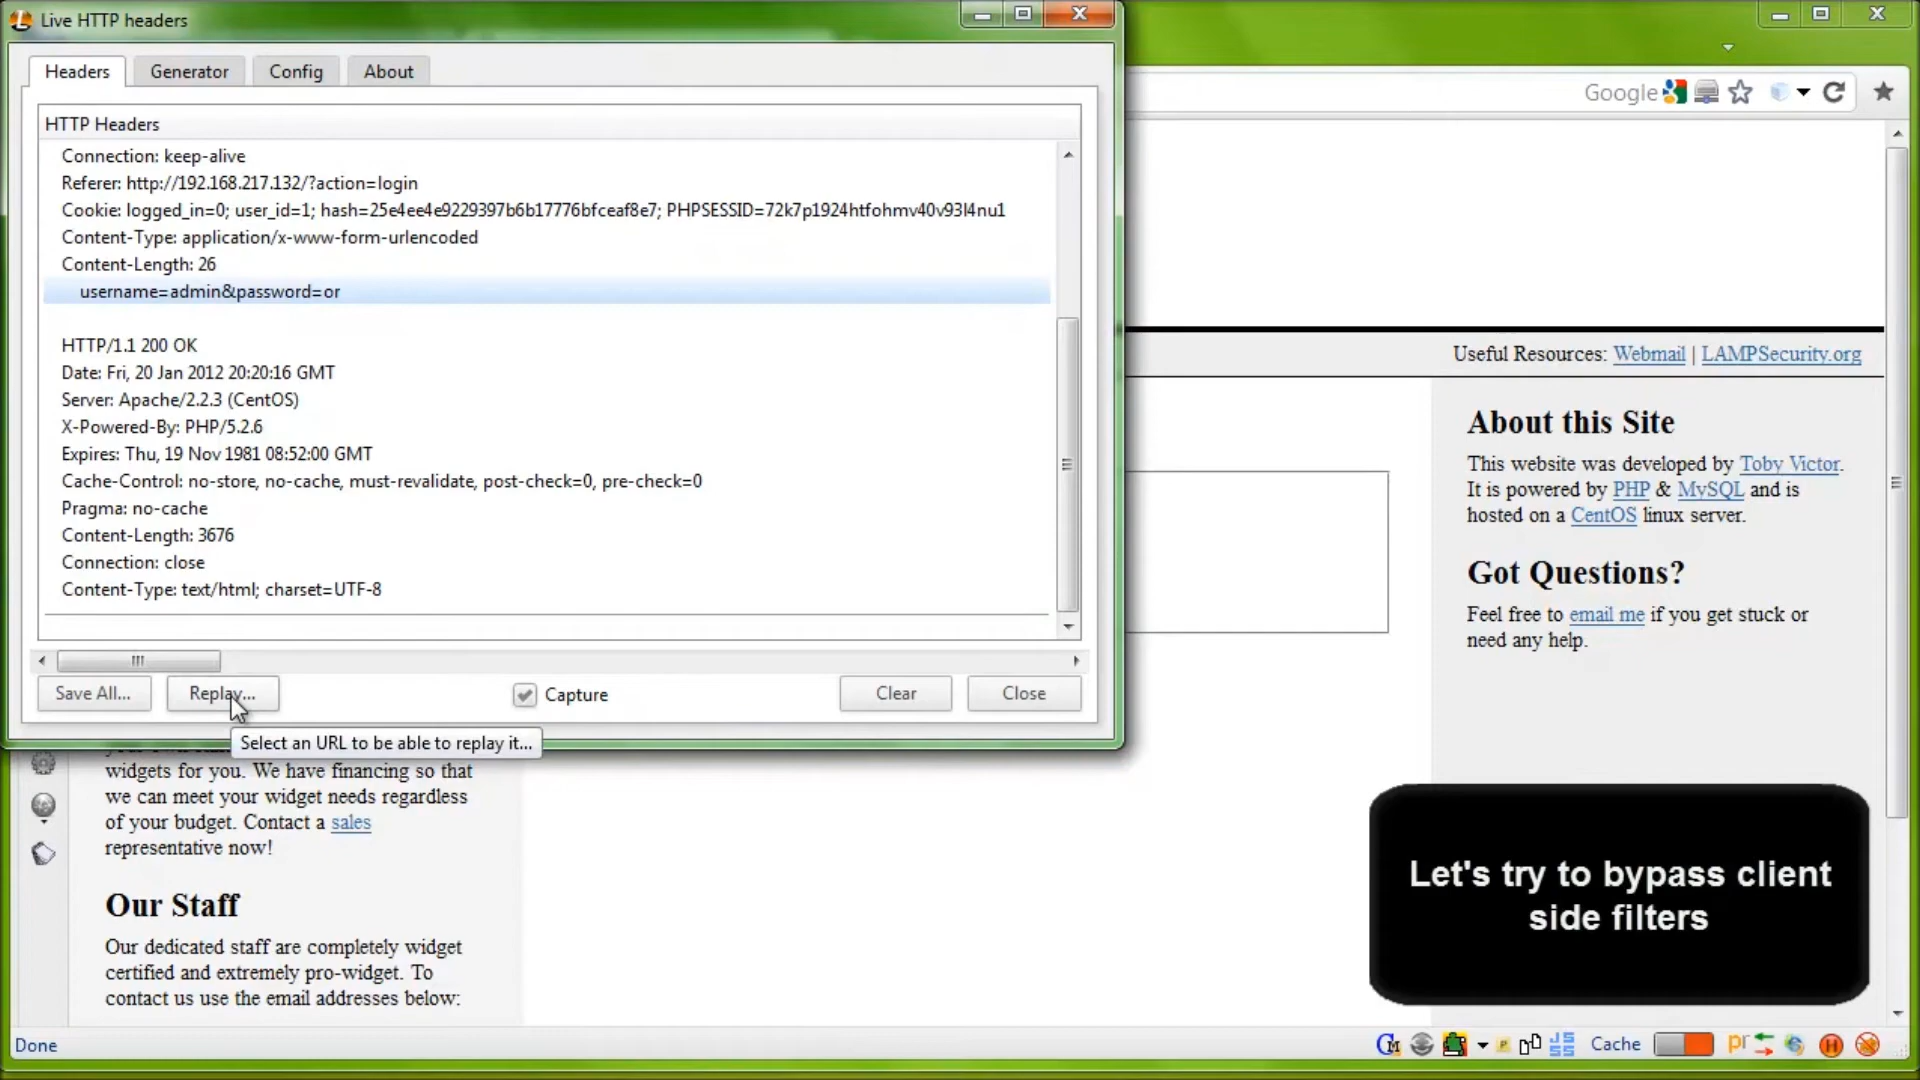 Live HTTP headers
Headers
Generator
Config
About
HTTP Headers
Connection: keep-alive
Referer: http://192.168.217.132/?action=login
Cookie: logged_in=0; user_id=1; hash=25e4ee4e9229397b6b17776bfceaf8e7; PHPSESSID=72k7p1924htfohmv40v93l4nu1
Content-Type: application/x-www-form-urlencoded
Content-Length: 26
username=admin&password=or
HTTP/1.1 200 OK
Date: Fri, 20 Jan 2012 20:20:16 GMT
Server: Apache/2.2.3 (CentOS)
X-Powered-By: PHP/5.2.6
Expires: Thu, 19 Nov 1981 08:52:00 GMT
Cache-Control: no-store, no-cache, must-revalidate, post-check=0, pre-check=0
Pragma: no-cache
Content-Length: 3676
Connection: close
Content-Type: text/html; charset=UTF-8
Save All...
Replay...
Capture
Clear
Close
Select an URL to be able to replay it...
Google
Useful Resources: Webmail | LAMPSecurity.org
About this Site
This website was developed by Toby Victor.
It is powered by PHP & MySQL and is
hosted on a CentOS linux server.
Got Questions?
Feel free to email me if you get stuck or
need any help.
widgets for you. We have financing so that
we can meet your widget needs regardless
of your budget. Contact a sales
representative now!
Our Staff
Our dedicated staff are completely widget
certified and extremely pro-widget. To
contact us use the email addresses below:
Let's try to bypass client
side filters
Done
Cache
pr